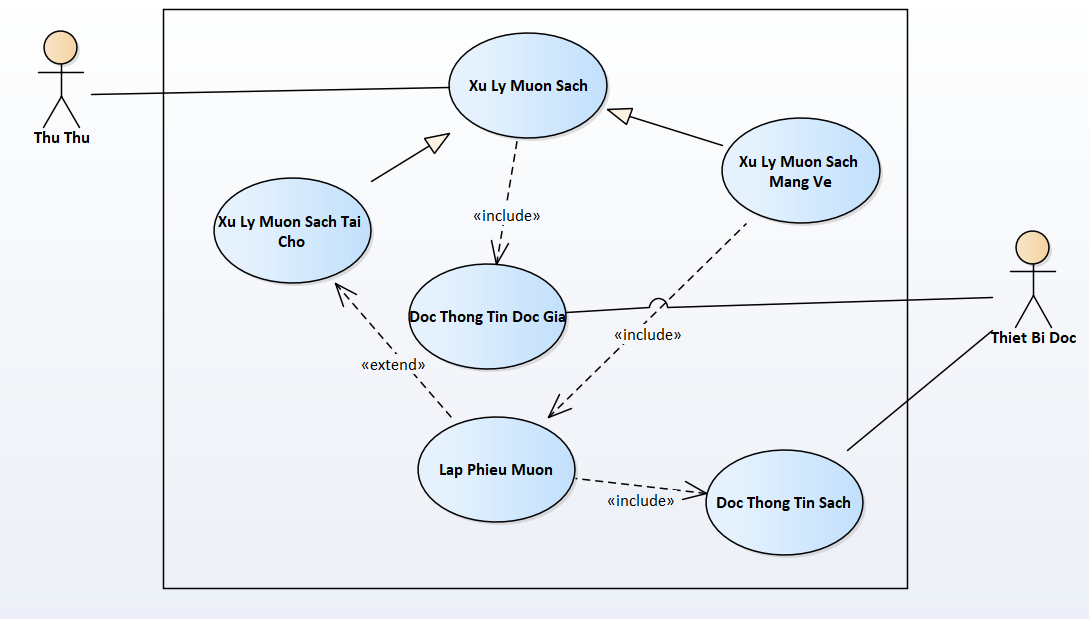 Thu Thu
Xu Ly Muon Sach
Xu Ly Muon Sach
Mang Ve
Xu Ly Muon Sach Tai
Cho
«include»
Doc Thong Tin Doc Gia
«include»
Thiet Bi Doc
«extend»
Lap Phieu Muon
«include»
Doc Thong Tin Sach